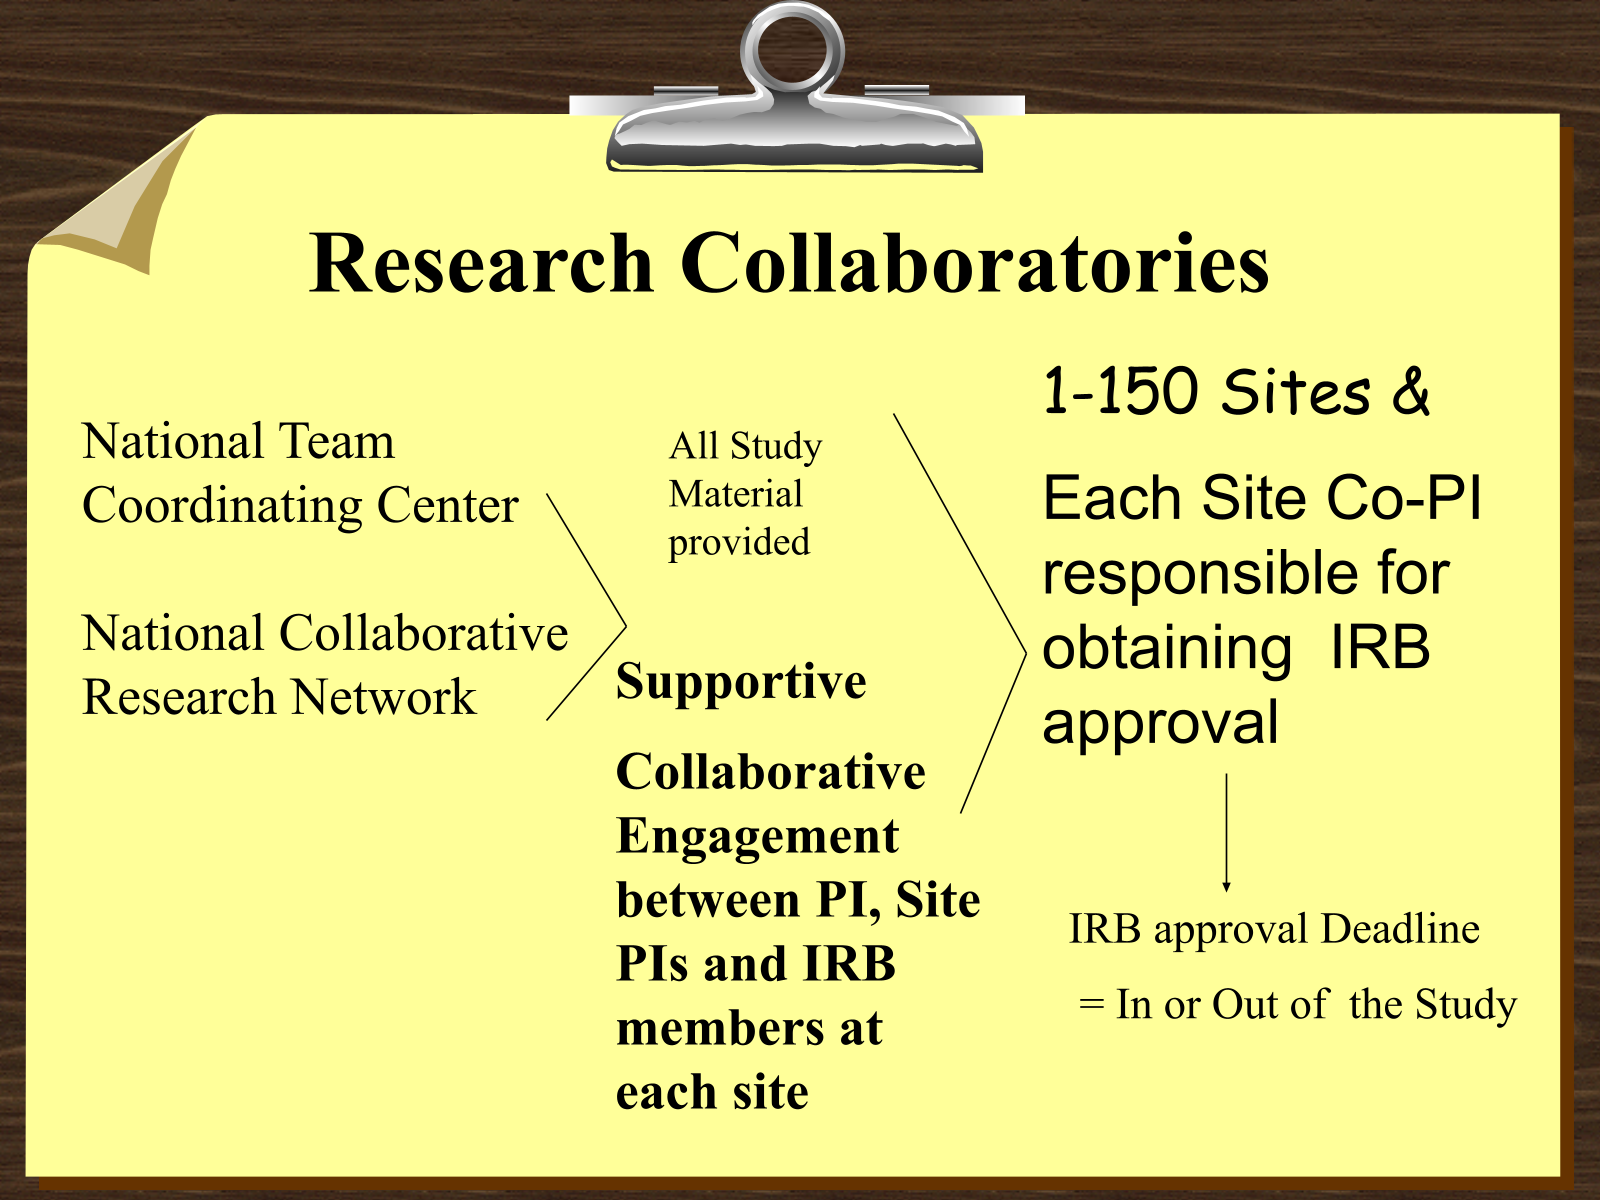 Research Collaboratories
National Team
Coordinating Center
National Collaborative
Research Network
All Study
Material
provided
Supportive
Collaborative
Engagement
between PI, Site
PIs and IRB
members at
each site
1-150 Sites &
Each Site Co-PI
responsible for
obtaining  IRB
approval
IRB approval Deadline
= In or Out of  the Study